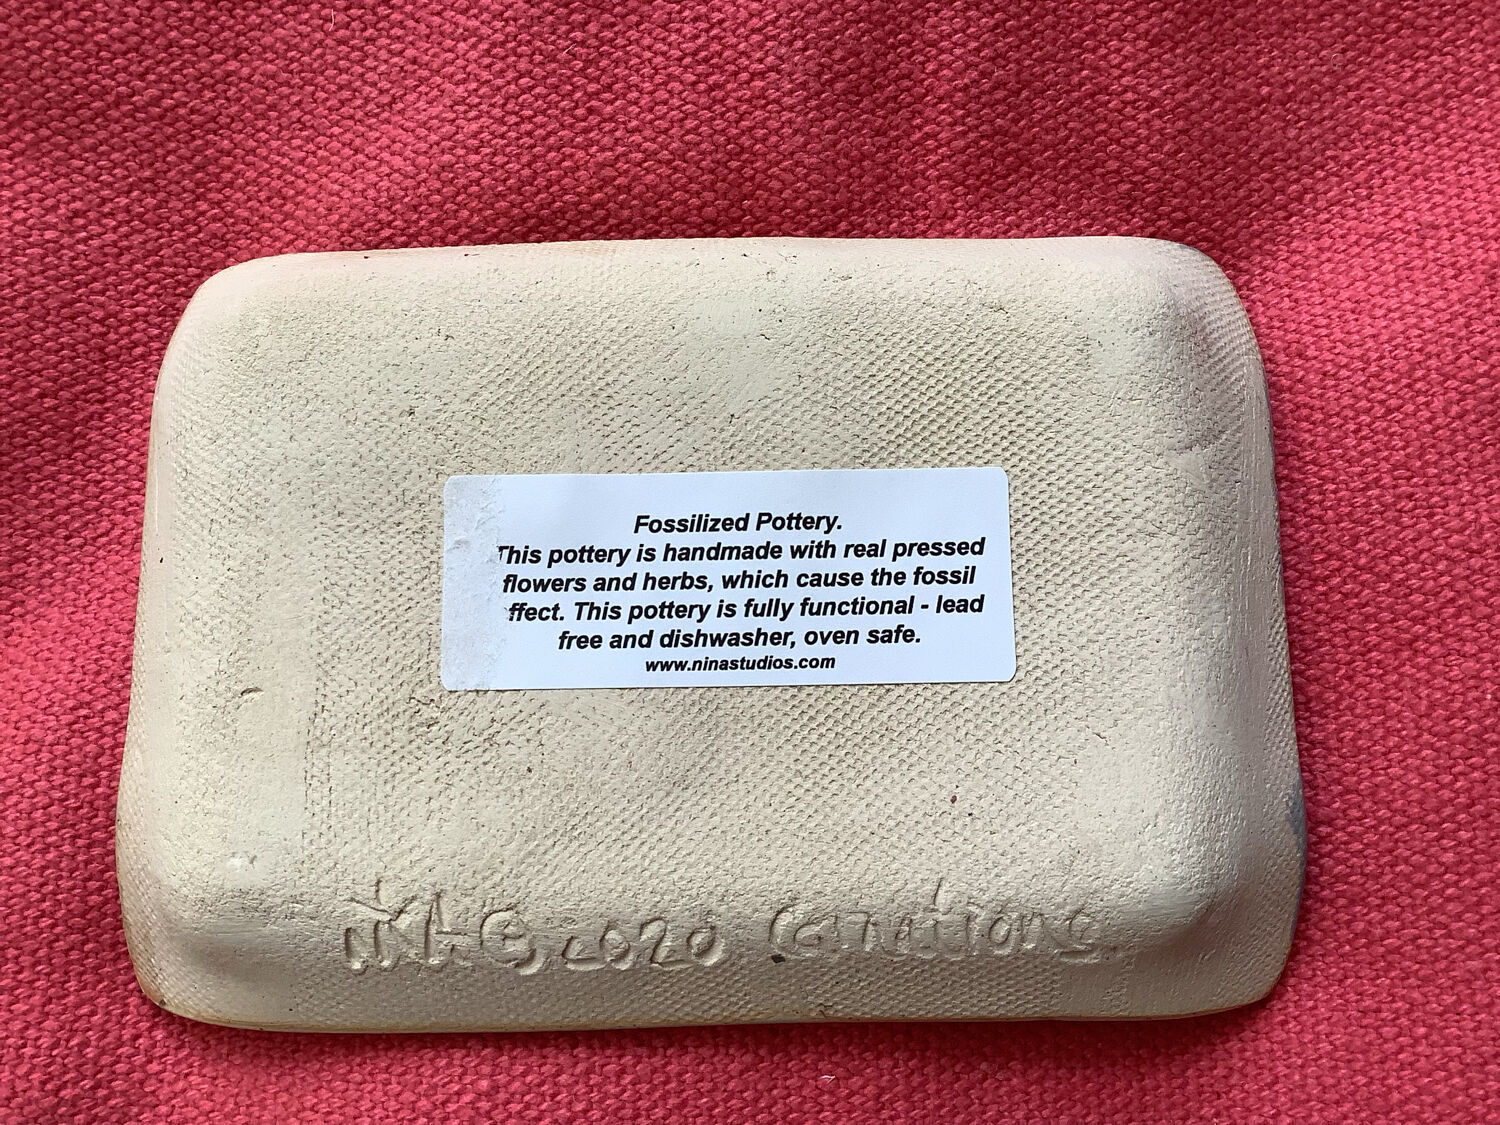 Fossilized Pottery.
This pottery is handmade with real pressed
flowers and herbs, which cause the fossil
ffect. This pottery is fully functional - lead
free and dishwasher, oven safe.
www.ninastudios.com
2020 Carnations